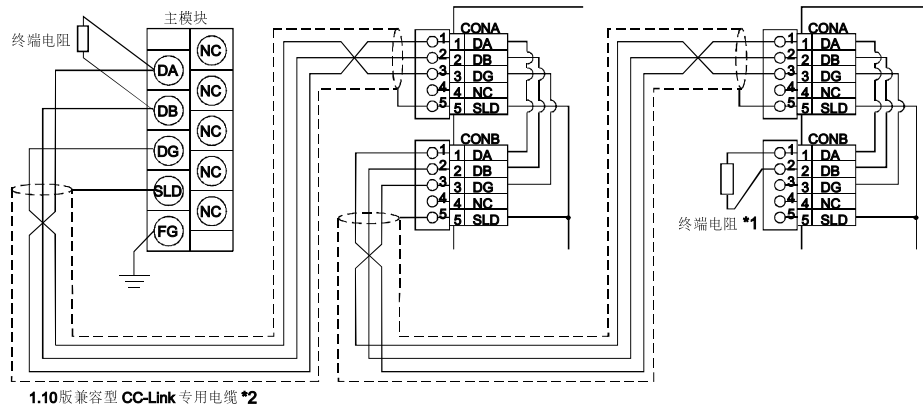 主模块
终端电阻
NC
DA
NC
DB
NC
DG
NC
SLD
NC
FG
CONA
1 1 DA
2 2 DB
3 3 DG
4 4 NC
5 5 SLD
CONB
1 1 DA
2 2 DB
3 3 DG
4 4 NC
5 5 SLD
CONA
1 1 DA
2 2 DB
3 3 DG
4 4 NC
5 5 SLD
CONB
1 1 DA
2 2 DB
3 3 DG
4 4 NC
5 5 SLD
终端电阻 *1
1.10版兼容型 CC-Link 专用电缆 *2